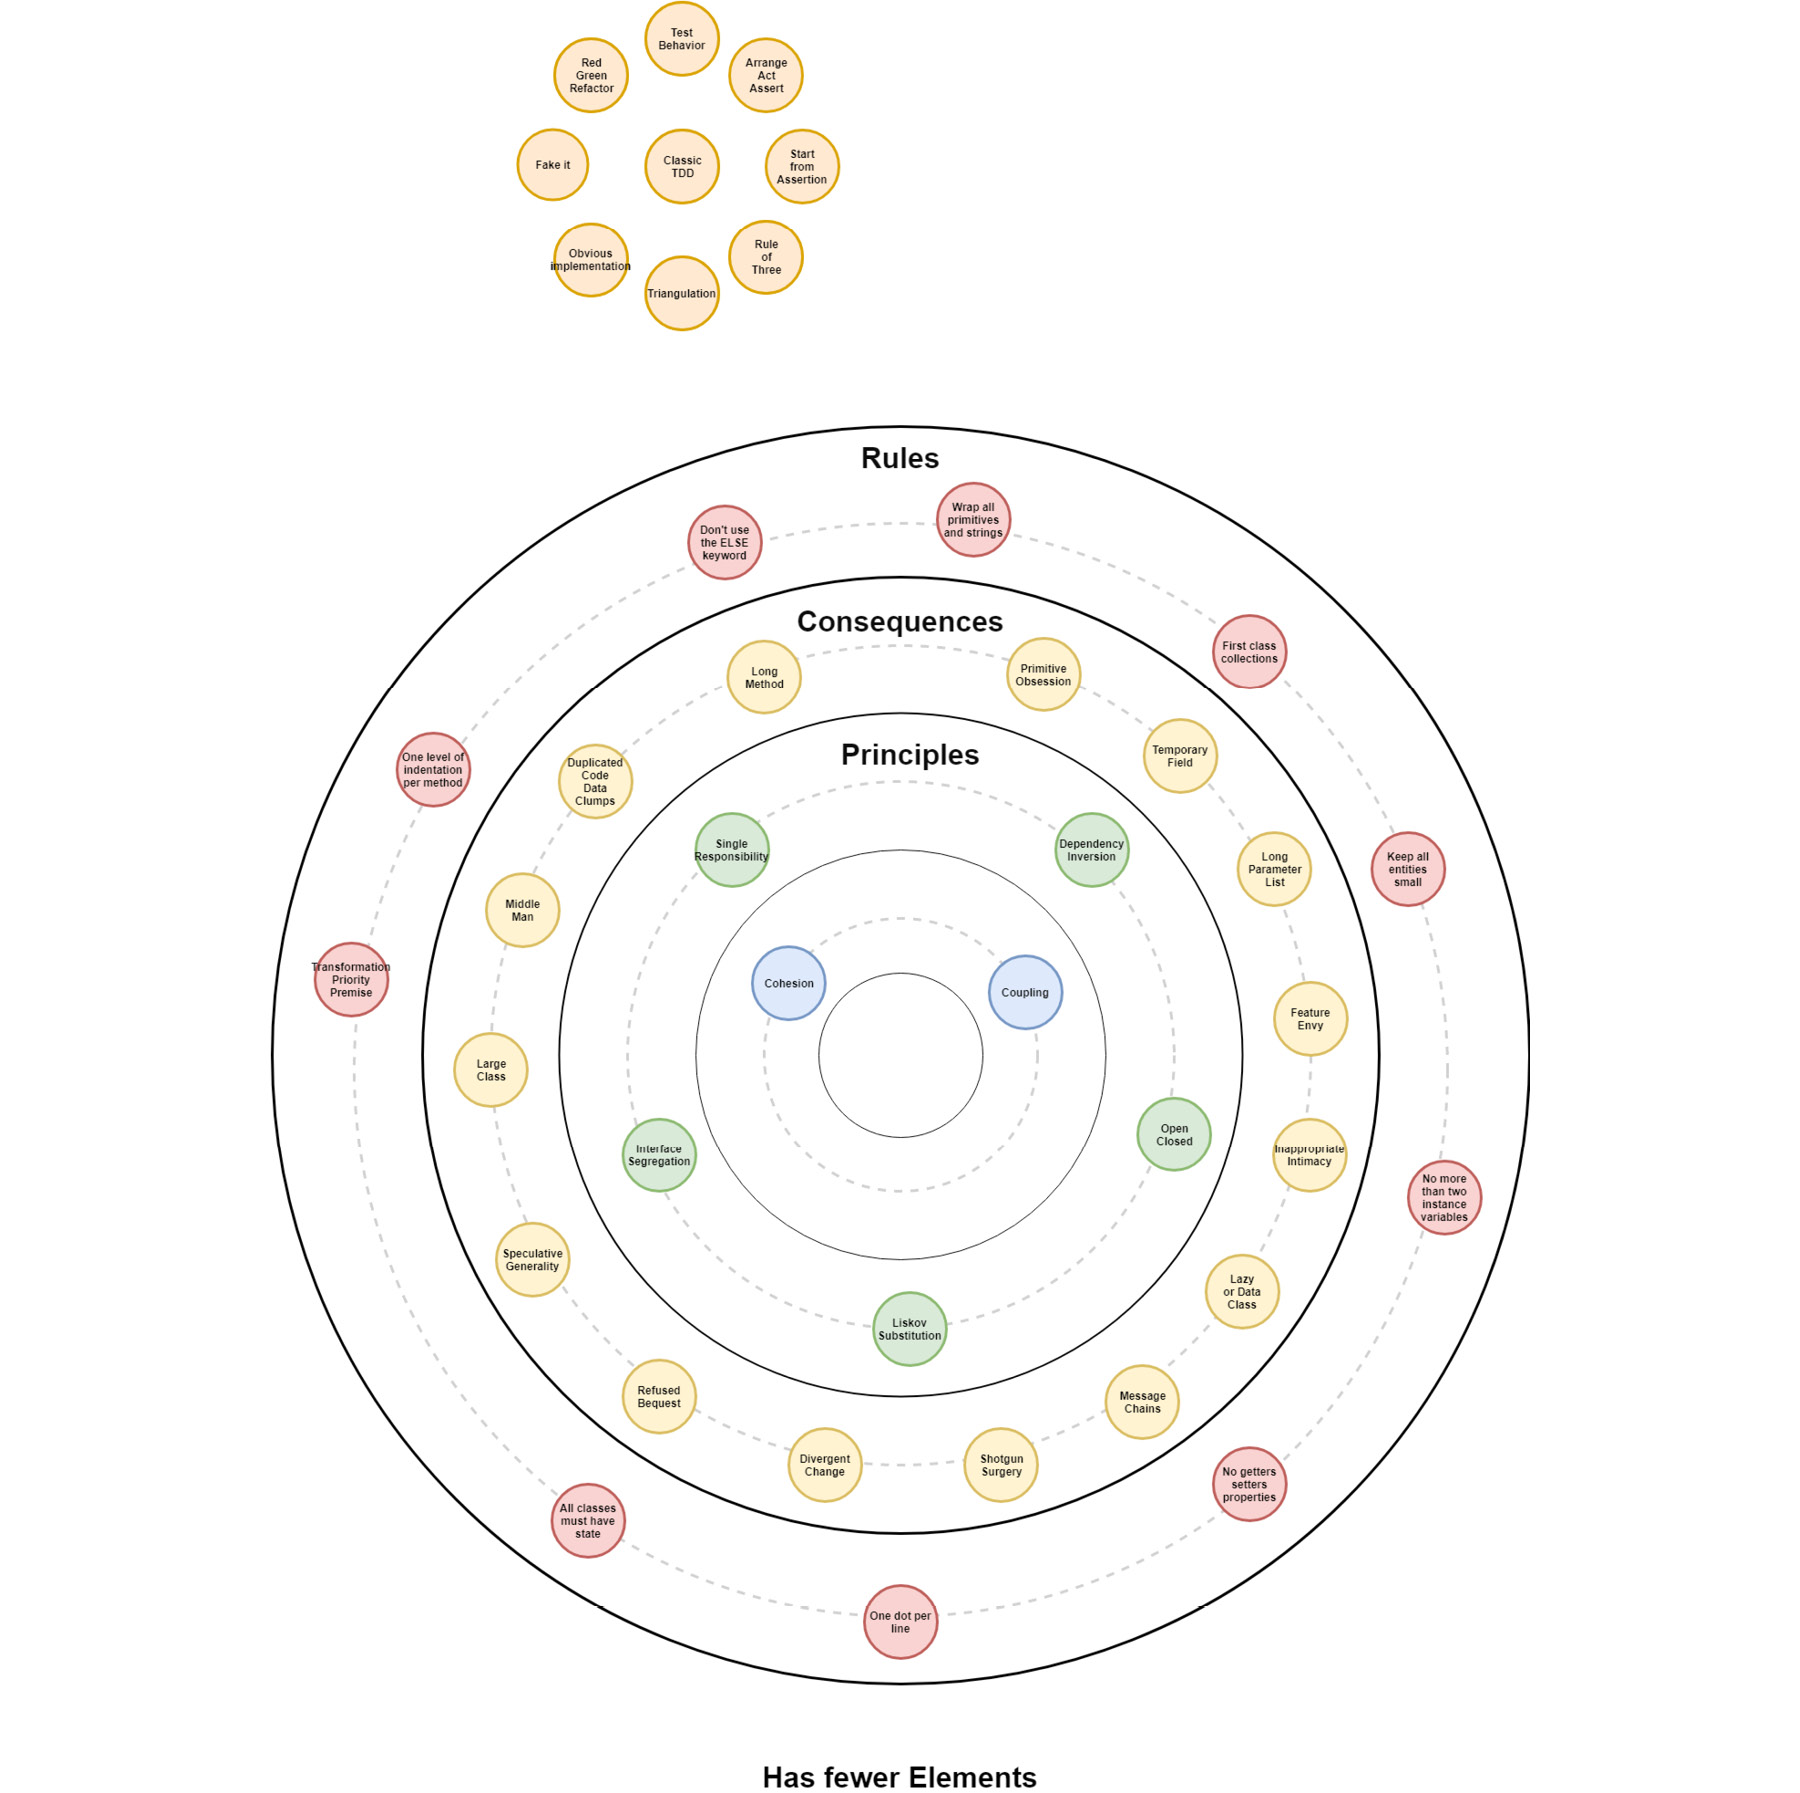 Test
Behavior
Red
Green
Refactor
Arrange
Act
Assert
Fake it
Classic
TDD
Start
from
Assertion
Obvious
implementation
Rule
of
Three
Triangulation
Rules
Wrap all
primitives
and strings
Don't use
the ELSE
keyword
Consequences
First class
collections
Long
Method
Primitive
Obsession
One level of
indentation
per method
Duplicated
Code
Data
Clumps
Principles
Temporary
Field
Single
Responsibility
Dependency
Inversion
Long
Parameter
List
Keep all
entities
small
Middle
Man
Transformation
Priority
Premise
Cohesion
Coupling
Feature
Envy
Large
Class
Interface
Segregation
Open
Closed
Inappropriate
Intimacy
No more
than two
instance
variables
Speculative
Generality
Lazy
or Data
Class
Liskov
Substitution
Refused
Bequest
Message
Chains
Divergent
Change
Shotgun
Surgery
No getters
setters
properties
All classes
must have
state
One dot per
line
Has fewer Elements